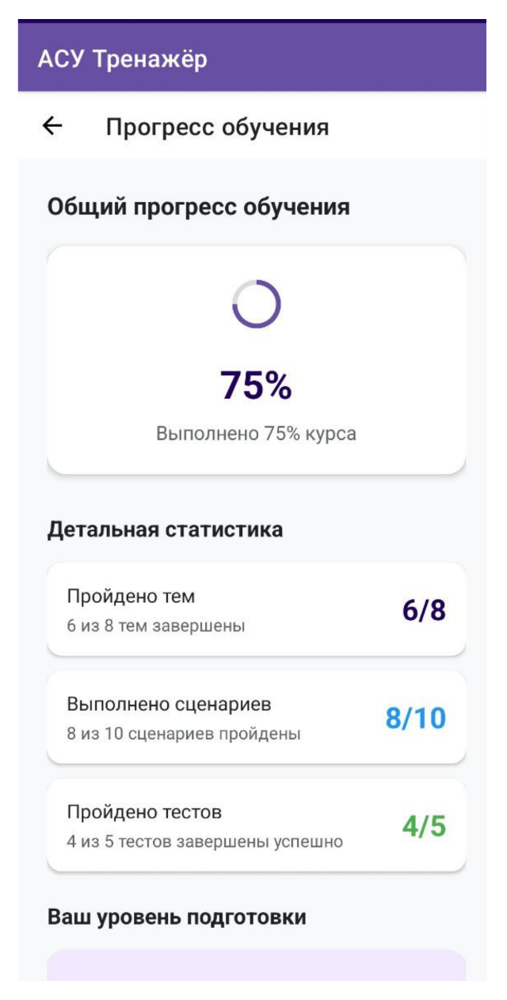 АСУ Тренажёр
Прогресс обучения
Общий прогресс обучения
75%
Выполнено 75% курса
Детальная статистика
Пройдено тем
6 из 8 тем завершены
6/8
Выполнено сценариев
8 из 10 сценариев пройдены
8/10
Пройдено тестов
4 из 5 тестов завершены успешно
4/5
Ваш уровень подготовки